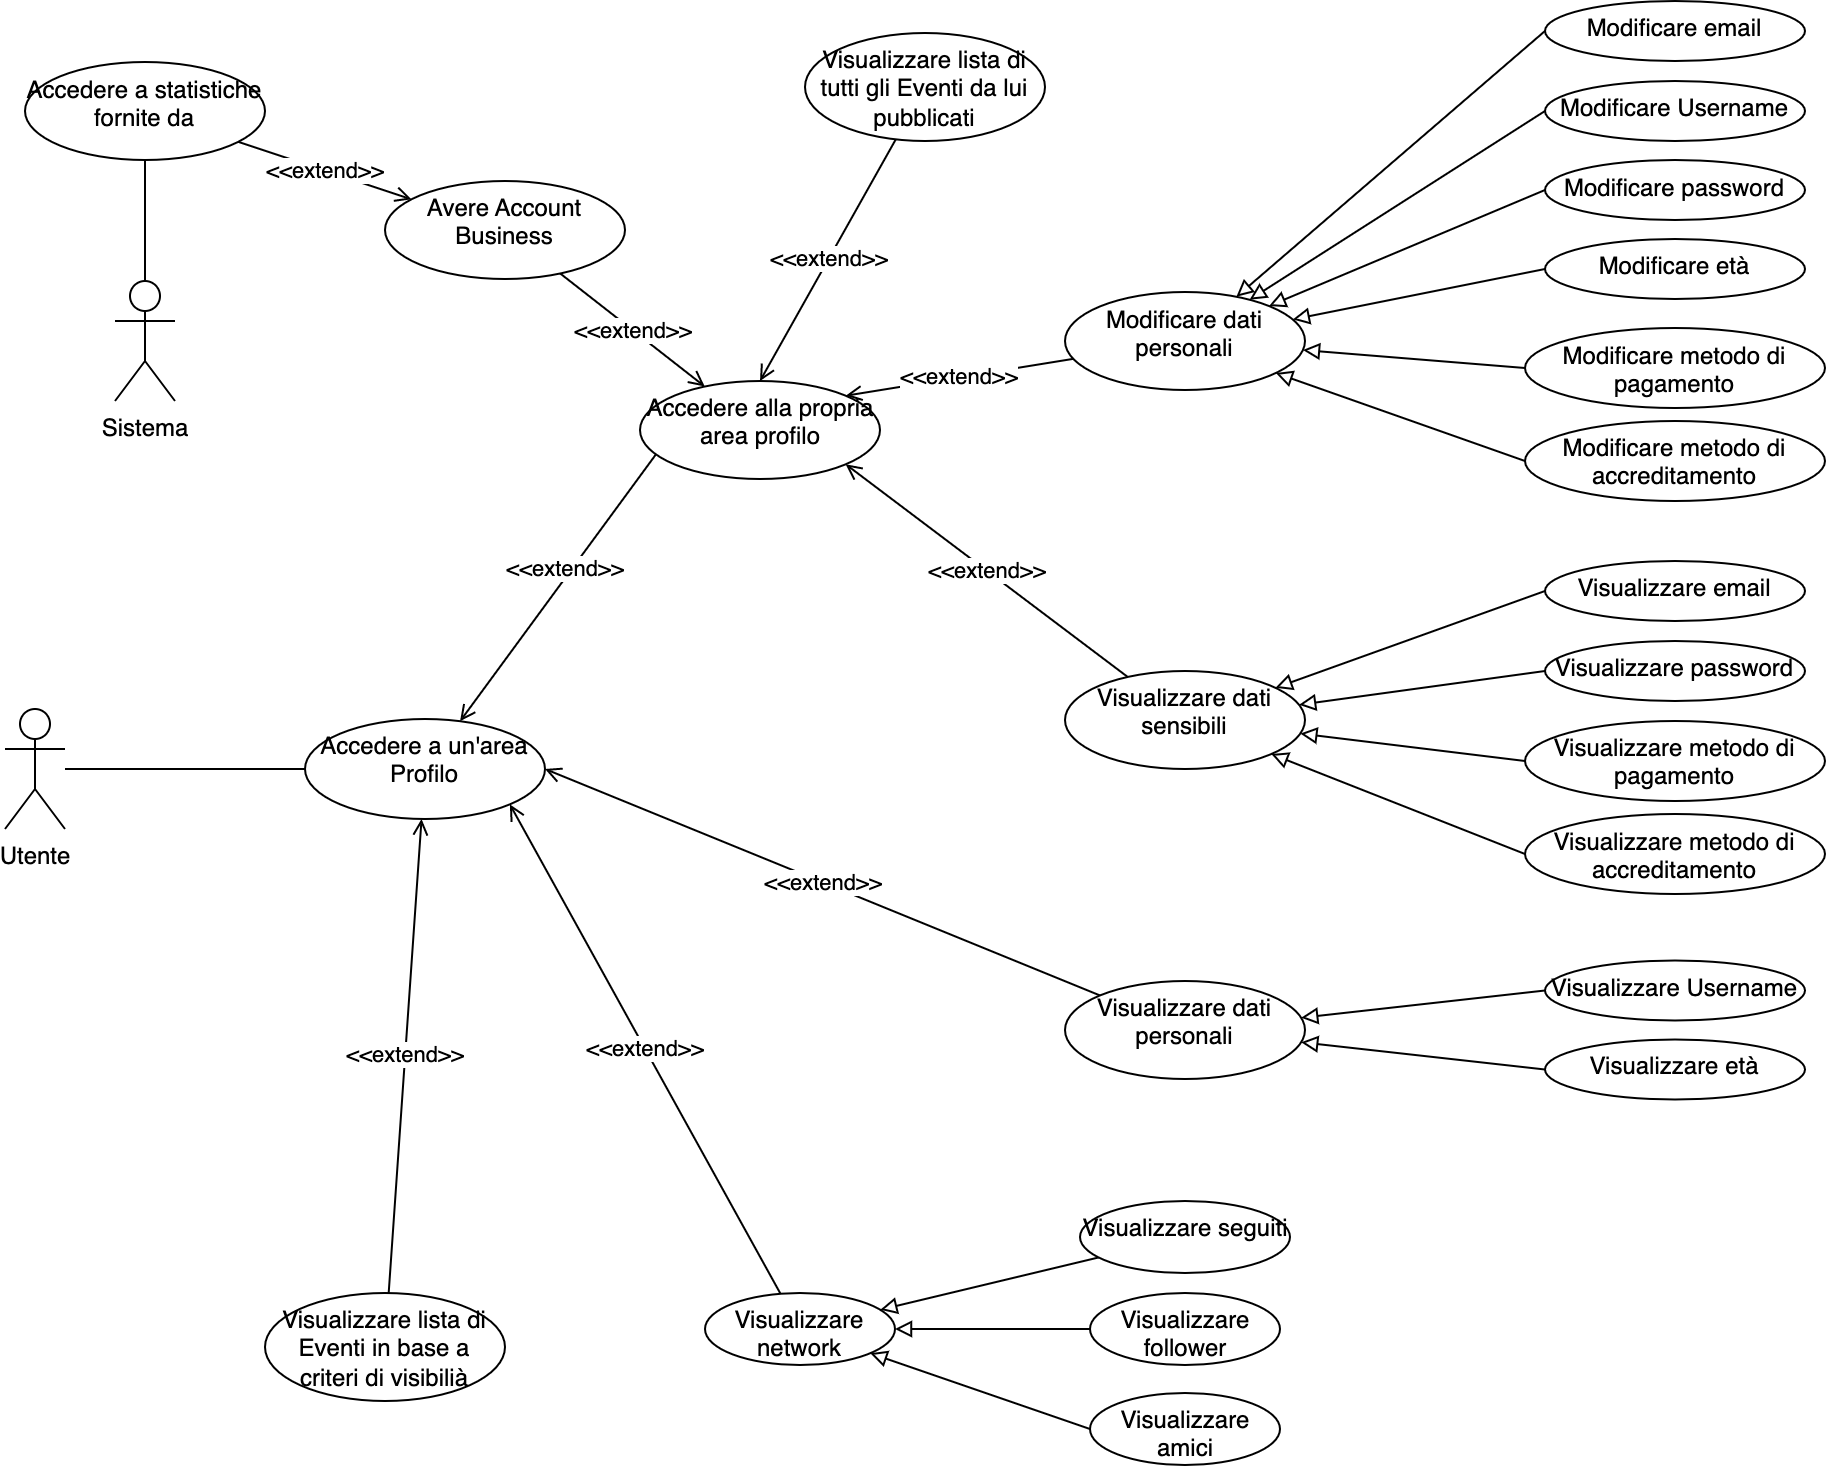 Modificare email
Visualizzare lista di
tutti gli Eventi da lui
pubblicati
Accedere a statistiche
fornite da
Modificare Username
<<extend>>
Modificare password
Avere Account
Business
<<extend>>
Modificare età
<<extend>>
Modificare dati
personali
Modificare metodo di
pagamento
<<extend>>
Sistema
Accedere alla propria
area profilo
Modificare metodo di
accreditamento
<<extend>>
<<extend>>
Visualizzare email
Visualizzare password
Visualizzare dati
sensibili
Accedere a un'area
Profilo
Visualizzare metodo di
pagamento
Utente
Visualizzare metodo di
accreditamento
<<extend>>
Visualizzare Username
Visualizzare dati
personali
<<extend>>
<<extend>>
Visualizzare età
Visualizzare seguiti
Visualizzare lista di
Eventi in base a
criteri di visibilià
Visualizzare
network
Visualizzare
follower
Visualizzare
amici